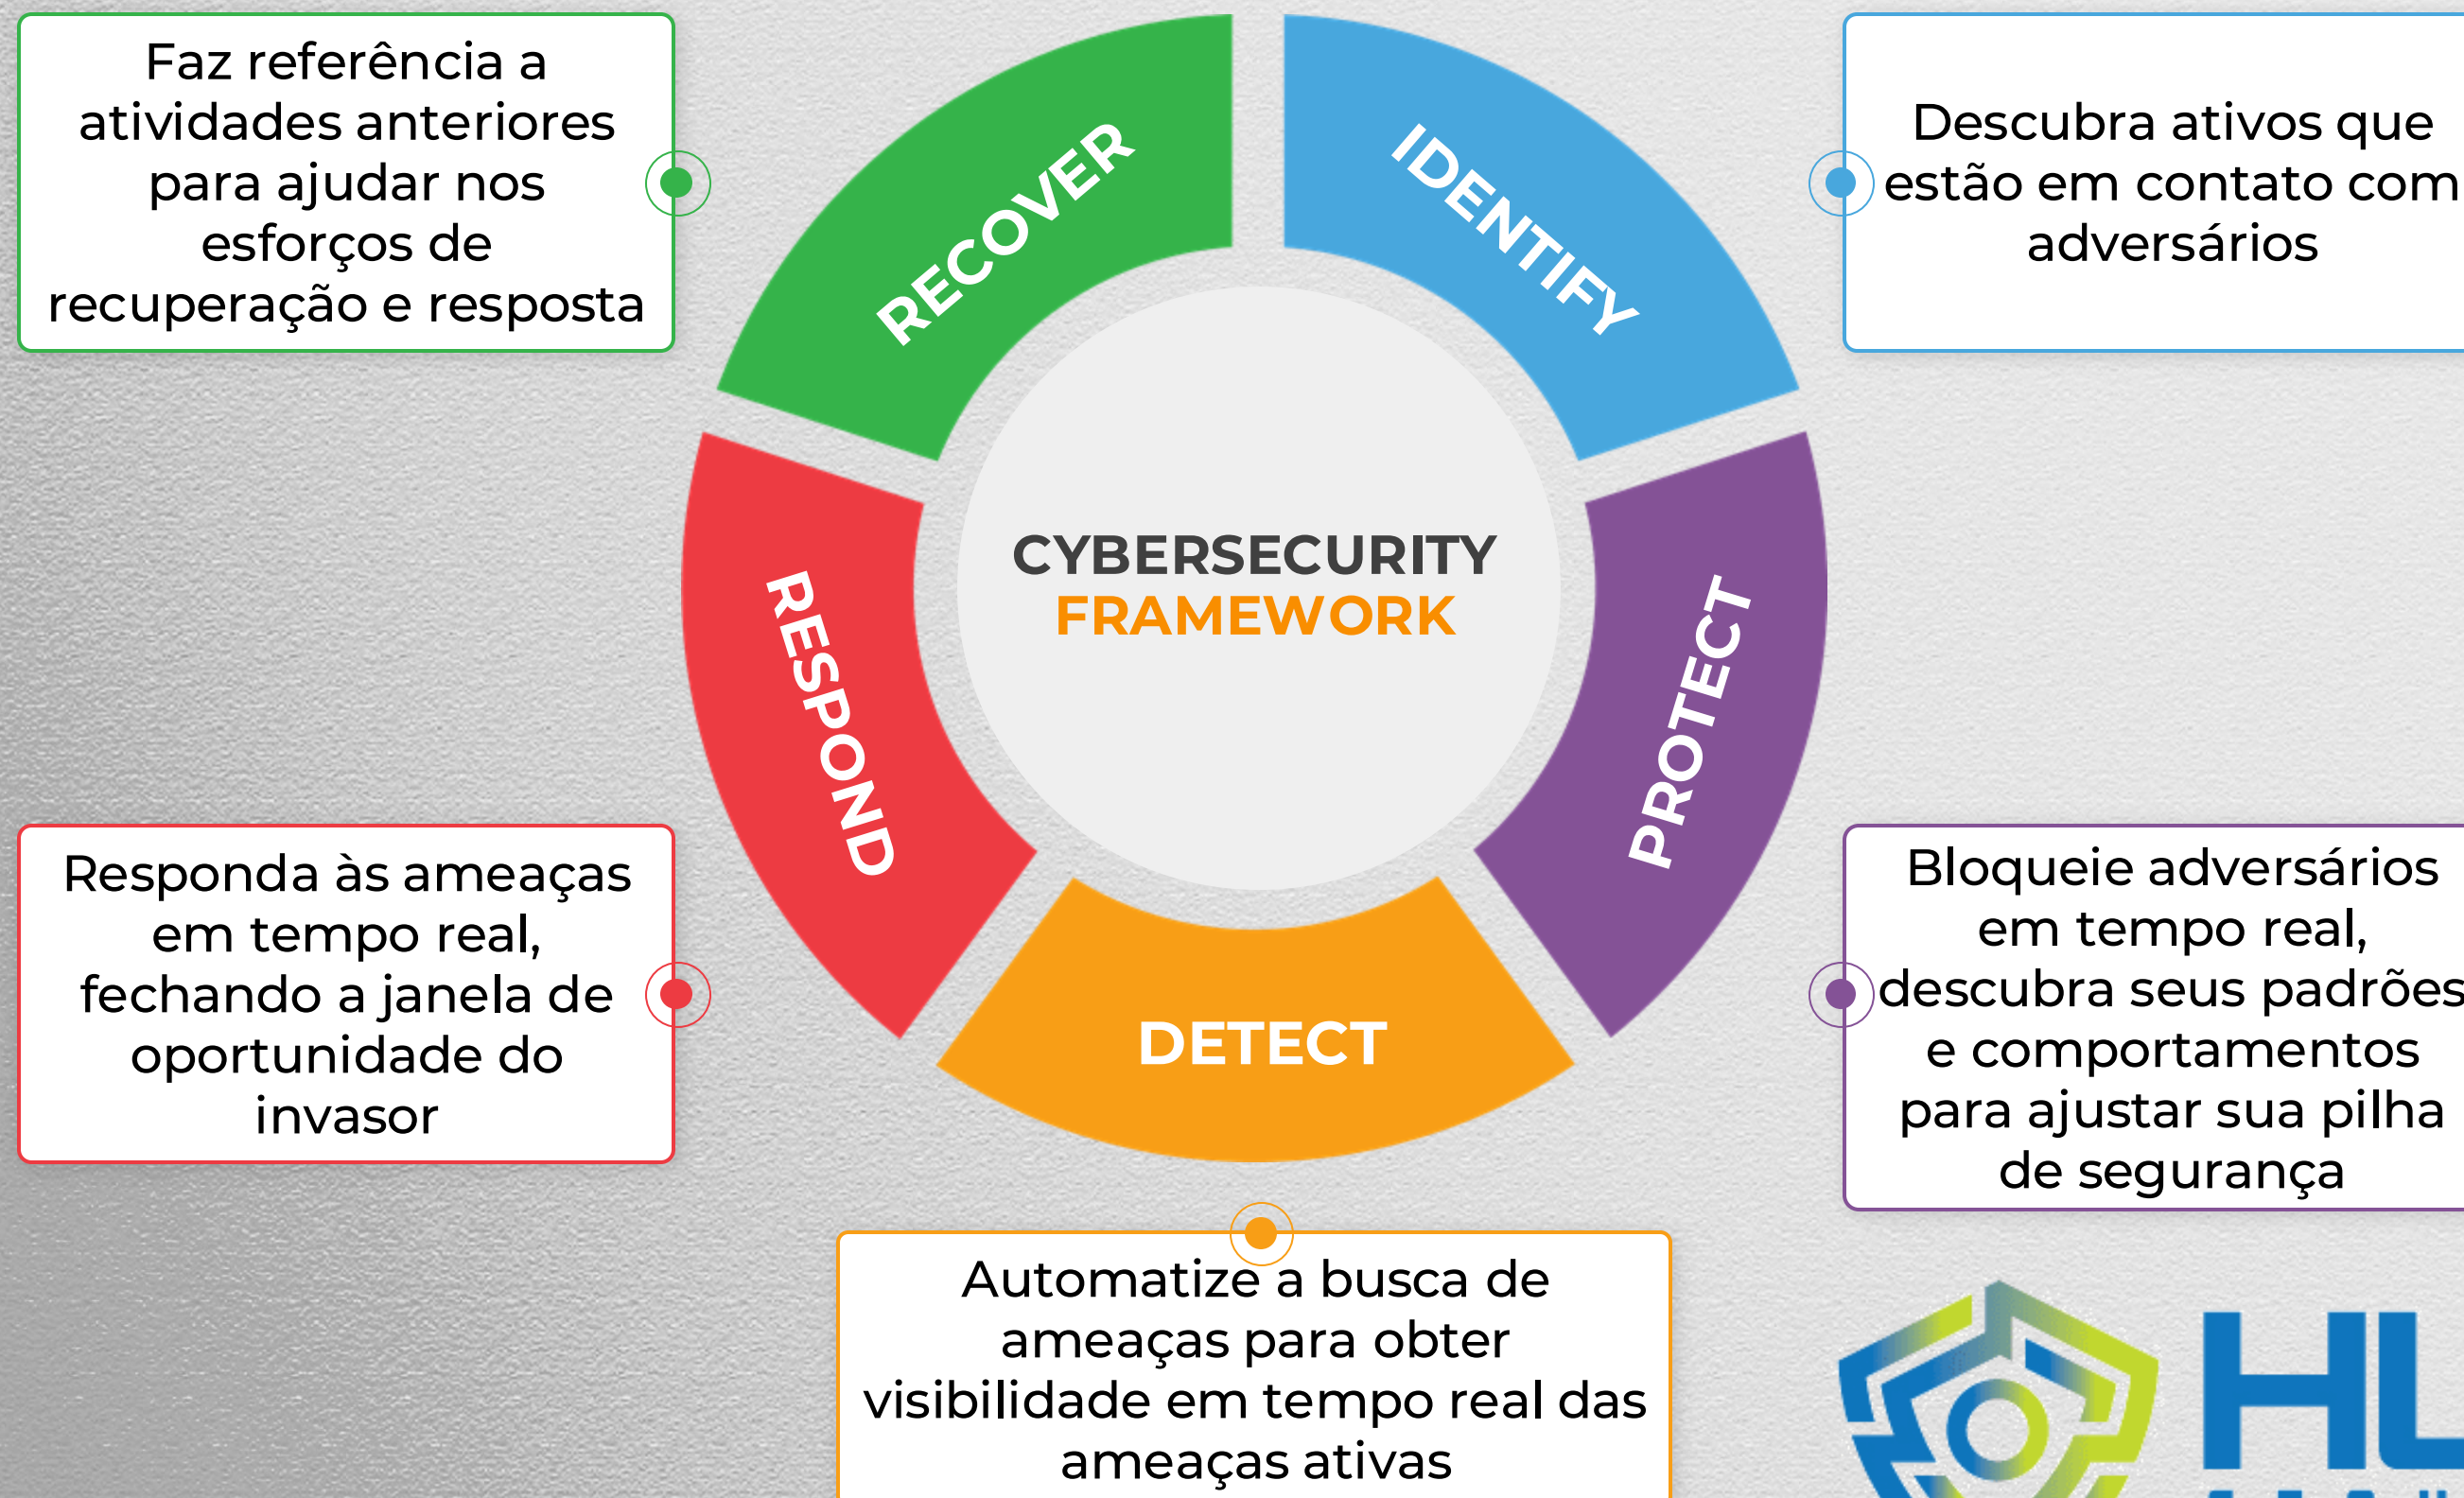 Faz referência a
atividades anteriores
para ajudar nos
esforços de
recuperação e resposta
RECOVER
IDENTIFY
Descubra ativos que
estão em contato com
adversários
CYBERSECURITY
FRAMEWORK
RESPOND
PROTECT
Responda às ameaças
em tempo real,
fechando a janela de
oportunidade do
invasor
DETECT
Bloqueie adversários
em tempo real,
descubra seus padrões
e comportamentos
para ajustar sua pilha
de segurança
Automatize a busca de
ameaças para obter
visibilidade em tempo real das
ameaças ativas